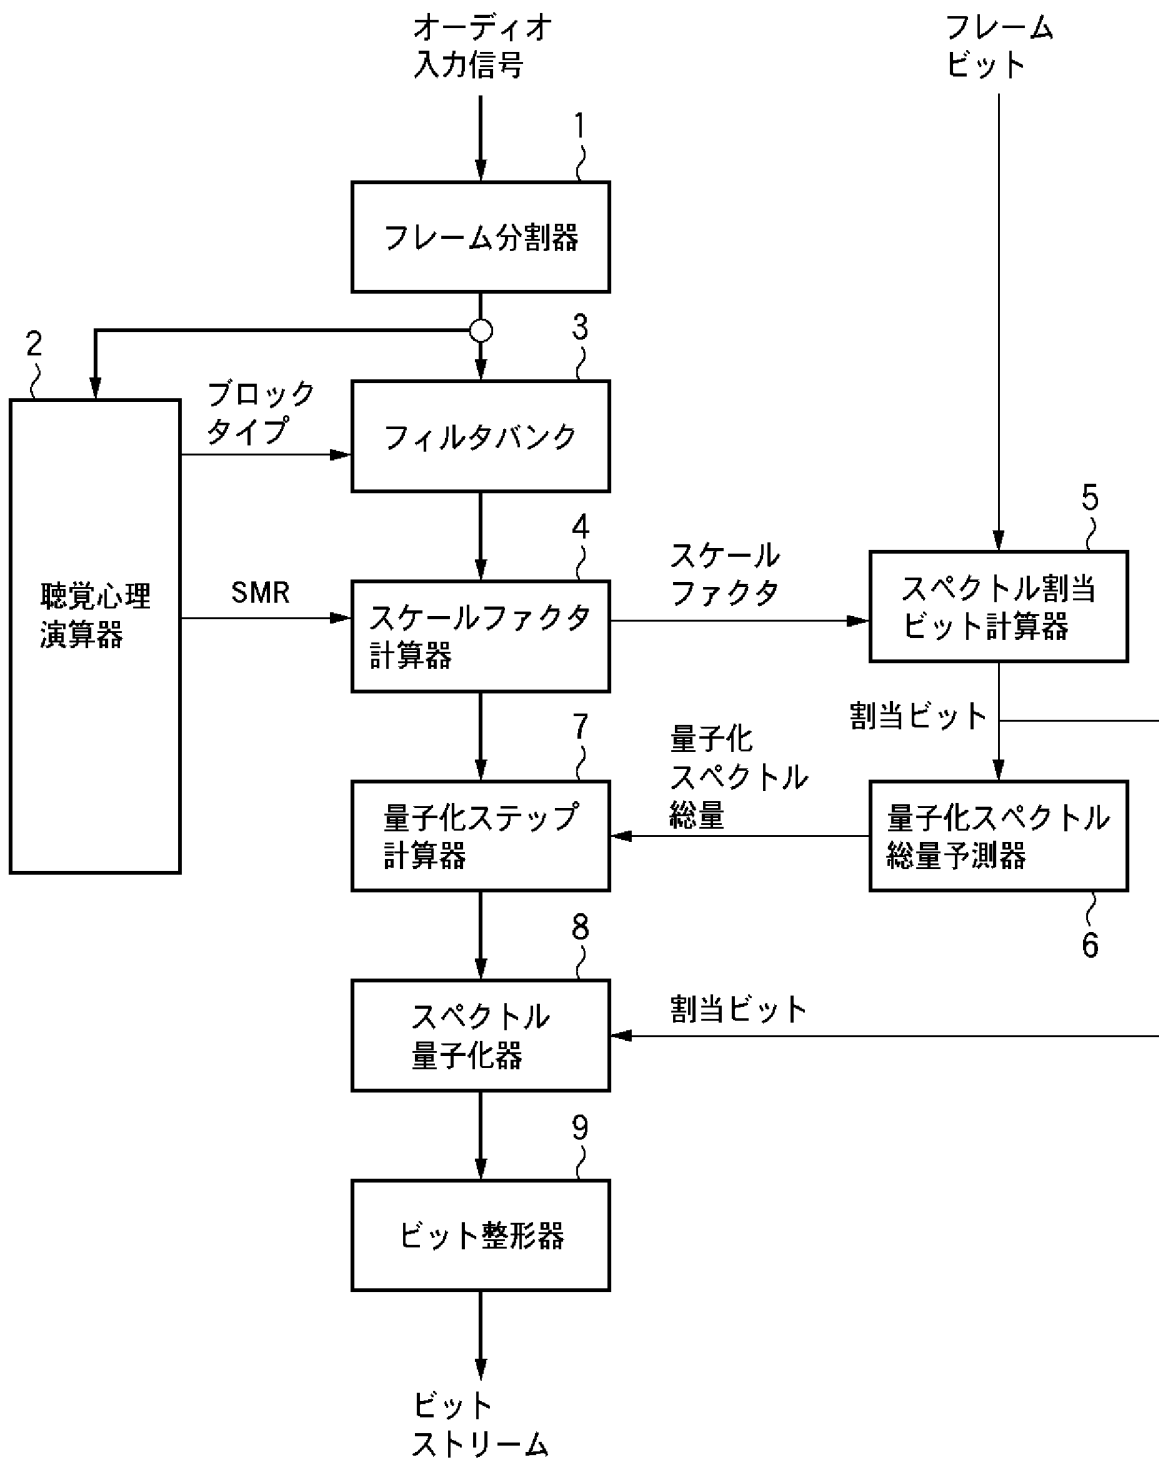 オーディオ
入力信号
フレーム
ビット
1
フレーム分割器
2
3
ブロック
タイプ
フィルタバンク
聴覚心理
演算器
SMR
4
スケールファクタ
計算器
スケール
ファクタ
5
スペクトル割当
ビット計算器
割当ビット
7
量子化ステップ
計算器
量子化
スペクトル
総量
量子化スペクトル
総量予測器
6
8
スペクトル
量子化器
割当ビット
9
ビット整形器
ビット
ストリーム